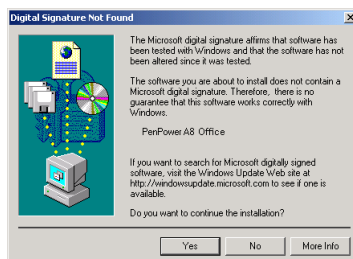 Digital Signature Not Found
The Microsoft digital signature affirms that software has
been tested with Windows and that the software has not
been altered since it was tested.
The software you are about to install does not contain a
Microsoft digital signature. Therefore, there is no
guarantee that this software works correctly with
Windows.
PenPower A8 Office
If you want to search for Microsoft digitally signed
software, visit the Windows Update Web site at
http://windowsupdate.microsoft.com to see if one is
available.
Do you want to continue the installation?
Yes No More Info